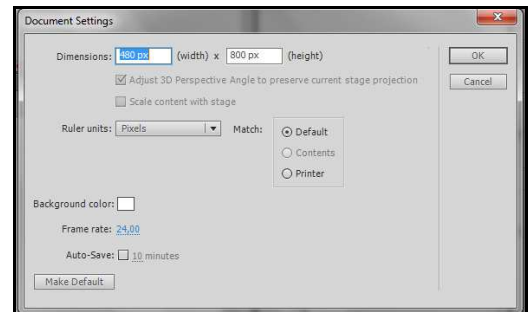 Document Settings
Dimensions: 480 px (width) x 800 px (height)
OK
Adjust 3D Perspective Angle to preserve current stage projection
Cancel
Scale content with stage
Ruler units: Pixels Match: Default
Contents
Printer
Background color:
Frame rate: 24,00
Auto-Save: 10 minutes
Make Default